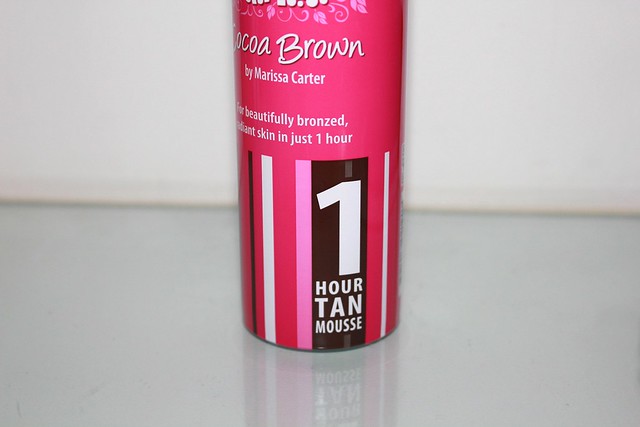 Cocoa Brown
by Marissa Carter
For beautifully bronzed,
radiant skin in just 1 hour
1
HOUR
TAN
MOUSSE